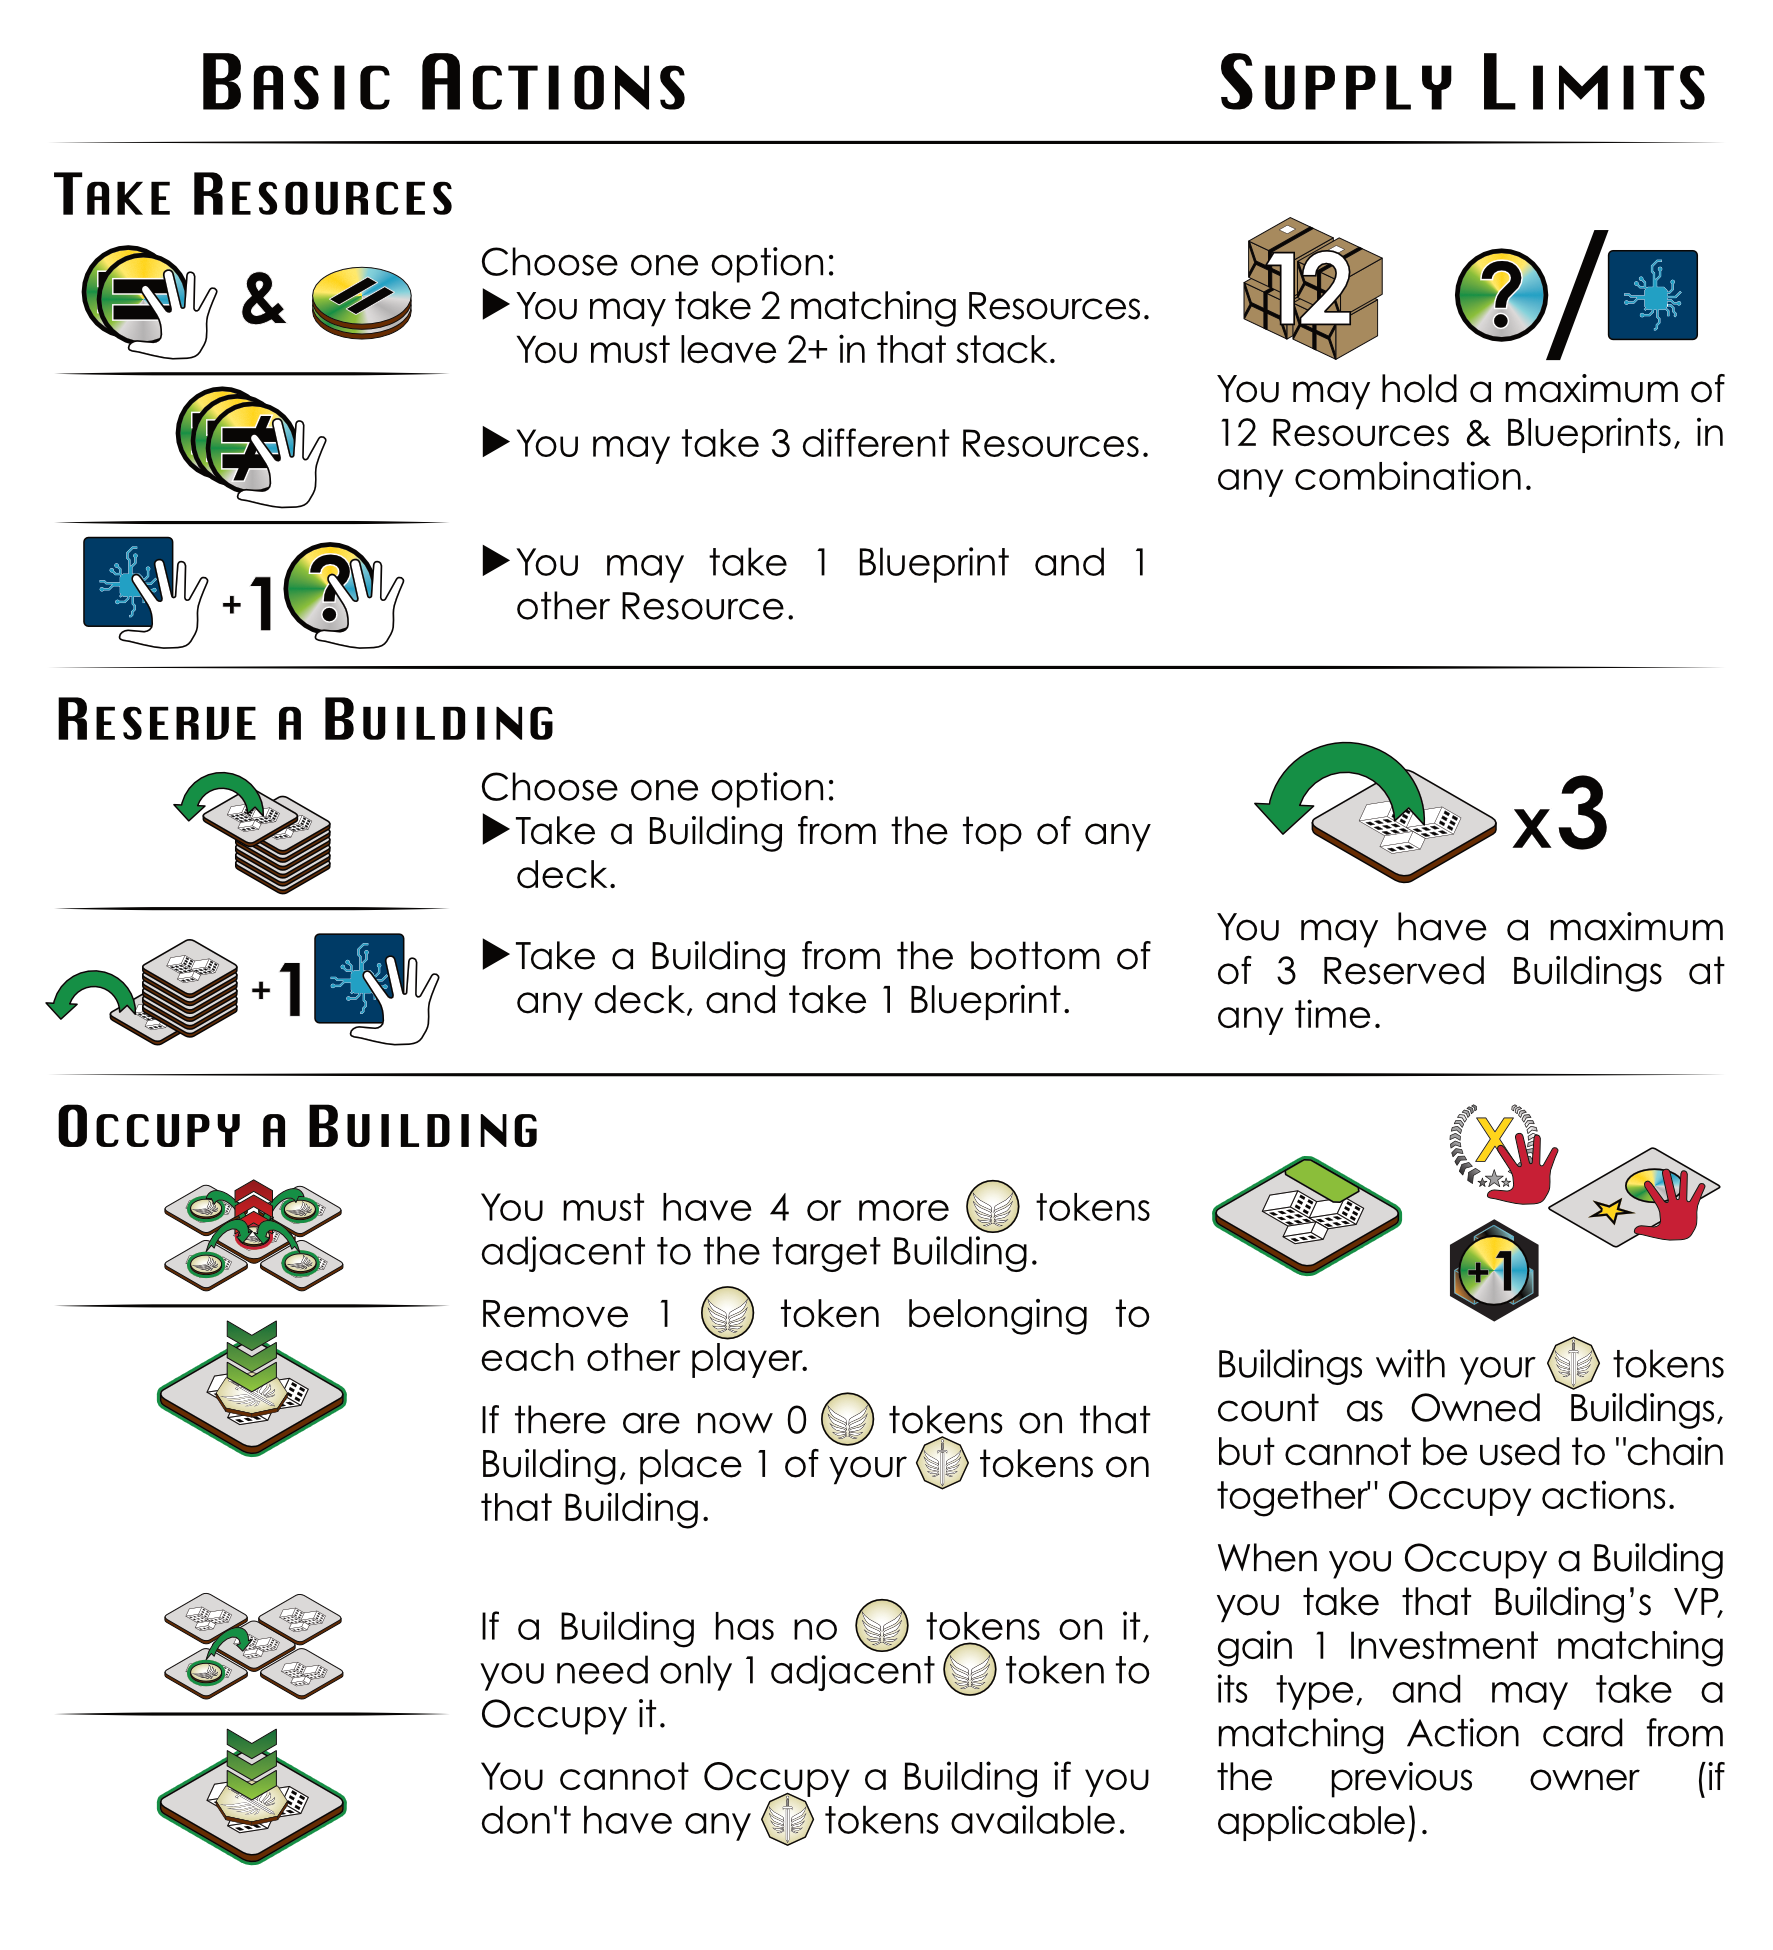 BASIC ACTIONS
SUPPLY LIMITS
TAKE RESOURCES
&
Choose one option:
You may take 2 matching Resources.
You must leave 2+ in that stack.
You may take 3 different Resources.
+1
?
You may take 1 Blueprint and 1
other Resource.
12
?
/
You may hold a maximum of
12 Resources & Blueprints, in
any combination.
RESERVE A BUILDING
Choose one option:
Take a Building from the top of any
deck.
+1
Take a Building from the bottom of
any deck, and take 1 Blueprint.
x3
You may have a maximum
of 3 Reserved Buildings at
any time.
OCCUPY A BUILDING
You must have 4 or more tokens
adjacent to the target Building.
Remove 1 token belonging to
each other player.
If there are now 0 tokens on that
Building, place 1 of your tokens on
that Building.
If a Building has no tokens on it,
you need only 1 adjacent token to
Occupy it.
You cannot Occupy a Building if you
don't have any tokens available.
X
+1
Buildings with your tokens
count as Owned Buildings,
but cannot be used to "chain
together" Occupy actions.
When you Occupy a Building
you take that Building’s VP,
gain 1 Investment matching
its type, and may take a
matching Action card from
the previous owner (if
applicable).